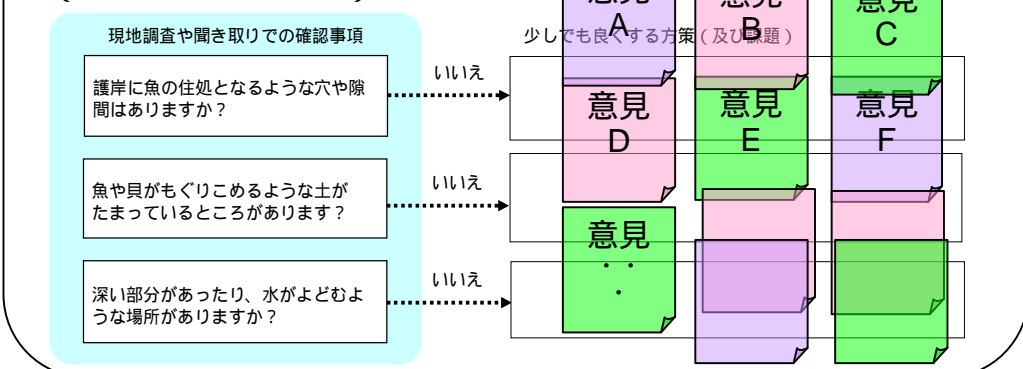 意見
A
意見
B
意見
C
現地調査や聞き取りでの確認事項
少しでも良くする方策(及び課題)
護岸に魚の住処となるような穴や隙
間はありますか？
いいえ
意見
D
意見
E
意見
F
魚や貝がもぐりこめるような土が
たまっているところがあります？
いいえ
意見
・・
・
深い部分があったり、水がよどむよ
うな場所がありますか？
いいえ